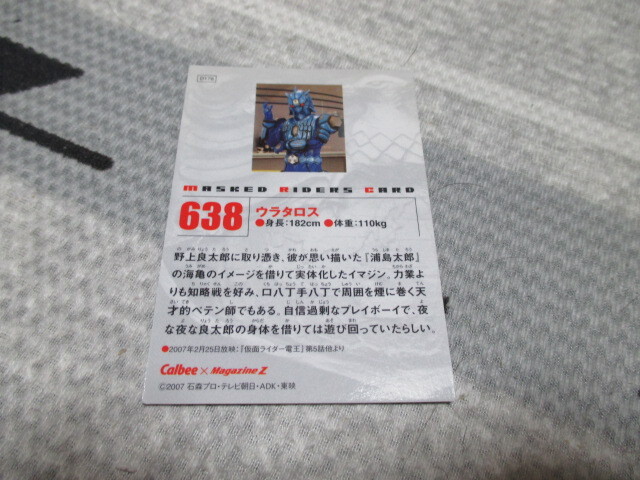 MASKED RIDERS CARD
638
ウラタロス
●身長:182cm ●体重:110kg
野上良太郎に取り憑き、彼が思い描いた『浦島太郎』
の海亀のイメージを借りて実体化したイマジン。力業よ
りも知略戦を好み、口八丁手八丁で周囲を煙に巻く天
才的ペテン師でもある。自信過剰なプレイボーイで、夜
な夜な良太郎の身体を借りては遊び回っていたらしい。
●2007年2月25日放映:『仮面ライダー電王』第5話他より
Calbee × Magazine Z
©2007 石森プロ・テレビ朝日・ADK・東映